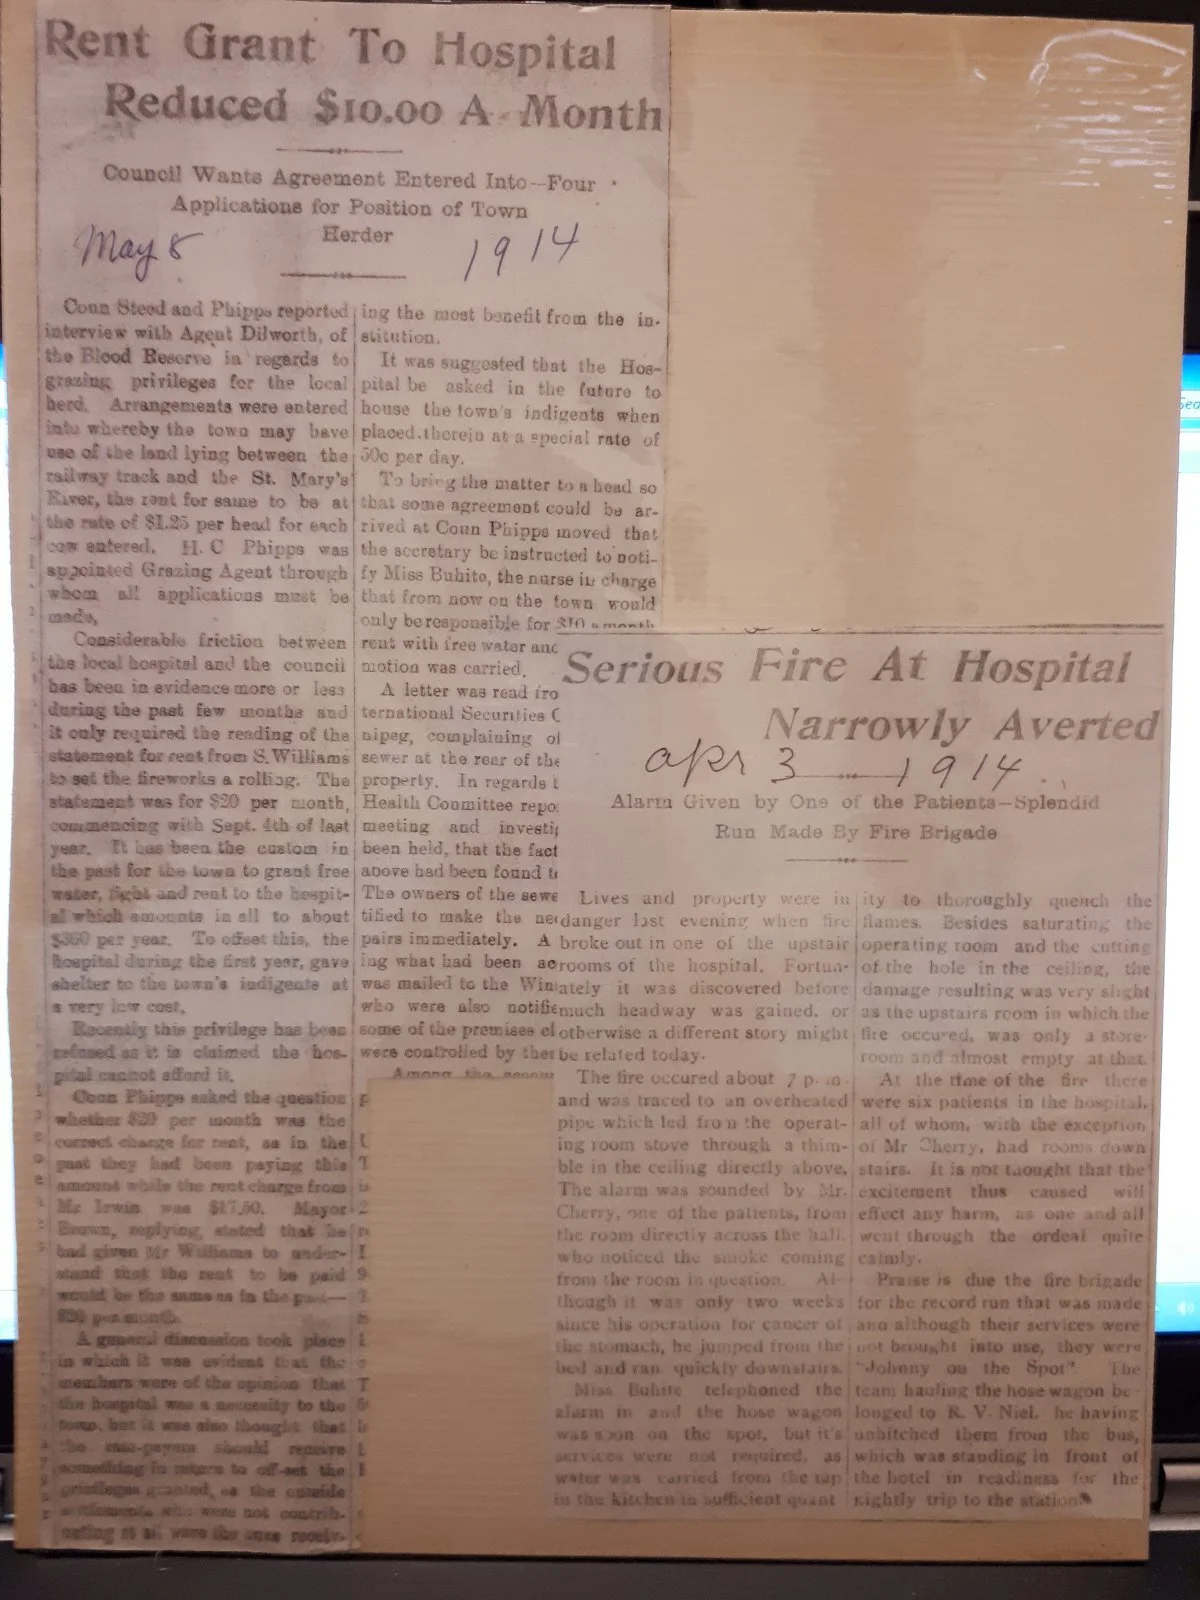 Rent Grant To Hospital
Reduced $10.00 A Month
Council Wants Agreement Entered Into--Four
Applications for Position of Town
Herder
May 8 1914
Coun Steed and Phipps reported
interview with Agent Dilworth, of
the Blood Reserve in regards to
grazing privileges for the local
herd. Arrangements were entered
into whereby the town may have
use of the land lying between the
railway track and the St. Mary's
River, the rent for same to be at
the rate of $1.25 per head for each
cow entered. H. C Phipps was
appointed Grazing Agent through
whom all applications must be
made,
Considerable friction between
the local hospital and the council
has been in evidence more or less
during the past few months and
it only required the reading of the
statement for rent from S. Williams
to set the fireworks a rolling. The
statement was for $20 per month,
commencing with Sept. 4th of last
year. It has been the custom in
the past for the town to grant free
water, light and rent to the hospit-
al which amounts in all to about
$360 per year. To offset this, the
hospital during the first year, gave
shelter to the town's indigents at
a very low cost.
Recently this privilege has been
refused as it is claimed the hos-
pital cannot afford it.
Coun Phipps asked the question
whether $20 per month was the
correct charge for rent, as in the
past they had been paying this
amount while the rent charge from
Mr Irwin was $17.50. Mayor
Brown, replying, stated that he
had given Mr Williams to under-
stand that the rent to be paid
would be the same as in the past—
$20 per month.
A general discussion took place
in which it was evident that the
members were of the opinion that
the hospital was a necessity to the
town, but it was also thought that
the rate-payers should receive
something in return to off-set the
privileges granted, as the outside
settlements who were not contrib-
uting at all were the ones receiv-
ing the most benefit from the in-
stitution.
It was suggested that the Hos-
pital be asked in the future to
house the town's indigents when
placed therein at a special rate of
50c per day.
To bring the matter to a head so
that some agreement could be ar-
rived at Coun Phipps moved that
the secretary be instructed to noti-
fy Miss Buhite, the nurse in charge
that from now on the town would
only be responsible for $10 a month
rent with free water and
motion was carried.
A letter was read fro
ternational Securities C
nipeg, complaining of
sewer at the rear of the
property. In regards t
Health Committee repo
meeting and investi
been held, that the fact
above had been found t
The owners of the sewe
tified to make the ne
pairs immediately. A
ing what had been ac
was mailed to the Win
who were also notifie
some of the premises cl
were controlled by ther
Among the
Serious Fire At Hospital
Narrowly Averted
Apr 3 1914
Alarm Given by One of the Patients—Splendid
Run Made By Fire Brigade
Lives and property were in
danger last evening when fire
broke out in one of the upstair
rooms of the hospital. Fortun-
ately it was discovered before
much headway was gained, or
otherwise a different story might
be related today.
The fire occured about 7 p. m.
and was traced to an overheated
pipe which led from the operat-
ing room stove through a thim-
ble in the ceiling directly above.
The alarm was sounded by Mr.
Cherry, one of the patients, from
the room directly across the hall.
who noticed the smoke coming
from the room in question. Al-
though it was only two weeks
since his operation for cancer of
the stomach, he jumped from the
bed and ran quickly downstairs.
Miss Buhite telephoned the
alarm in and the hose wagon
was soon on the spot, but it's
services were not required, as
water was carried from the tap
in the kitchen in sufficient quant
ity to thoroughly quench the
flames. Besides saturating the
operating room and the cutting
of the hole in the ceiling, the
damage resulting was very slight
as the upstairs room in which the
fire occured, was only a store-
room and almost empty at that.
At the time of the fire there
were six patients in the hospital,
all of whom, with the exception
of Mr Cherry, had rooms down
stairs. It is not thought that the
excitement thus caused will
effect any harm, as one and all
went through the ordeal quite
calmly.
Praise is due the fire brigade
for the record run that was made
and although their services were
not brought into use, they were
"Johnny on the Spot" The
team hauling the hose wagon be-
longed to R. V. Niel, he having
unhitched them from the bus,
which was standing in front of
the hotel in readiness for the
nightly trip to the station.